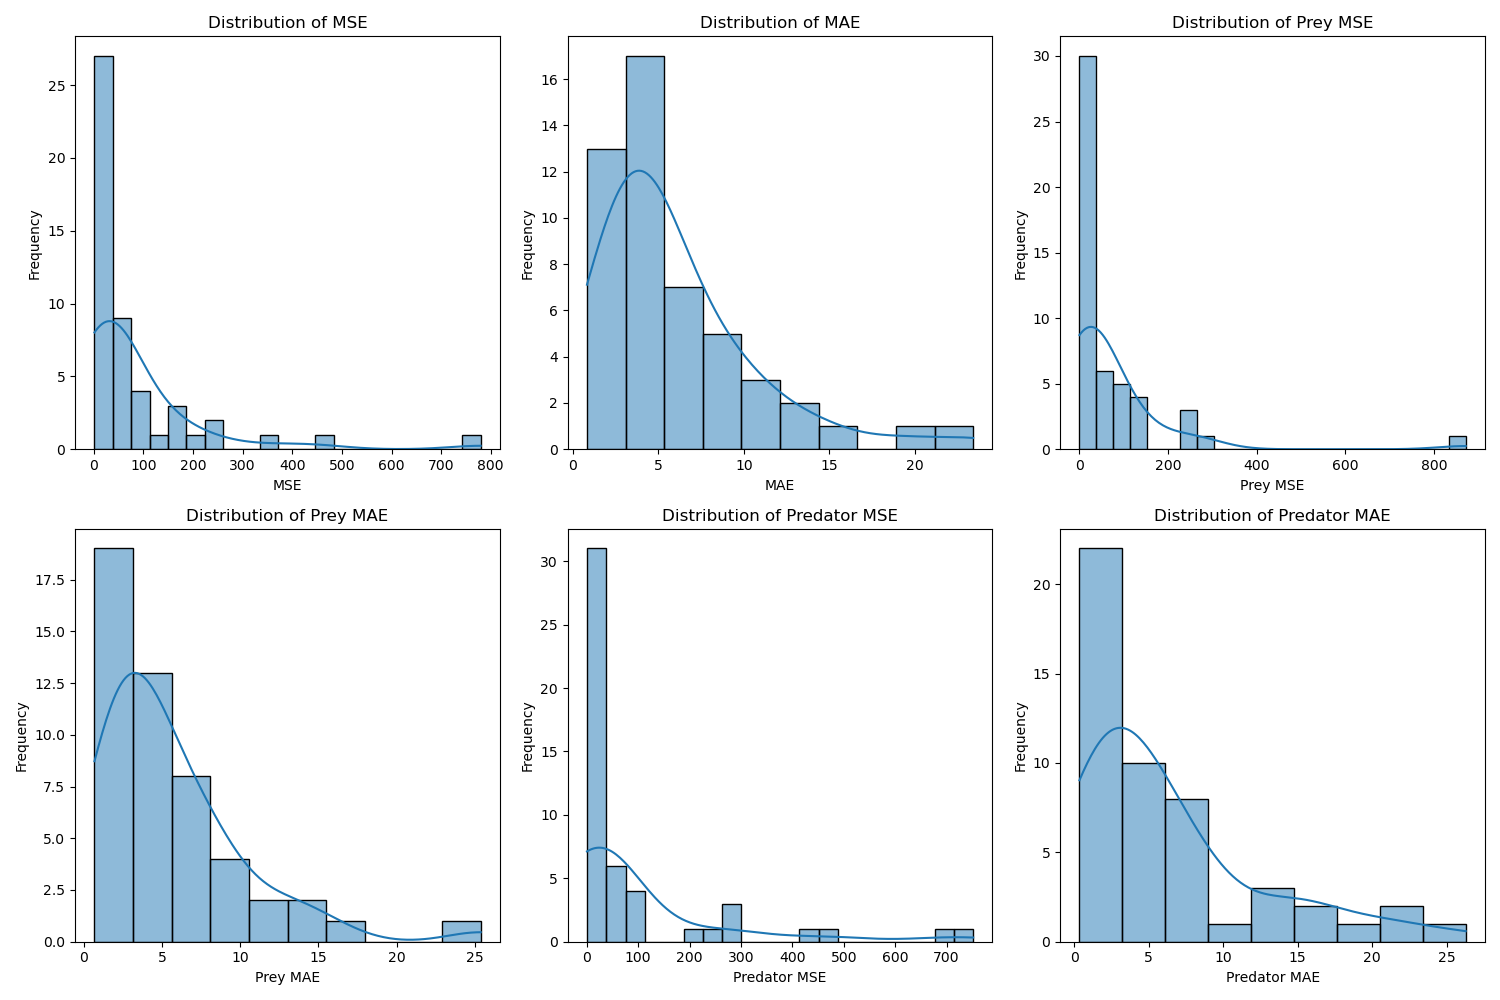 Distribution of MSE
Frequency
25
20
15
10
5
0
0 100 200 300 400 500 600 700 800
MSE
Distribution of MAE
Frequency
16
14
12
10
8
6
4
2
0
0 5 10 15 20
MAE
Distribution of Prey MSE
Frequency
30
25
20
15
10
5
0
0 200 400 600 800
Prey MSE
Distribution of Prey MAE
Frequency
17.5
15.0
12.5
10.0
7.5
5.0
2.5
0.0
0 5 10 15 20 25
Prey MAE
Distribution of Predator MSE
Frequency
30
25
20
15
10
5
0
0 100 200 300 400 500 600 700
Predator MSE
Distribution of Predator MAE
Frequency
20
15
10
5
0
0 5 10 15 20 25
Predator MAE